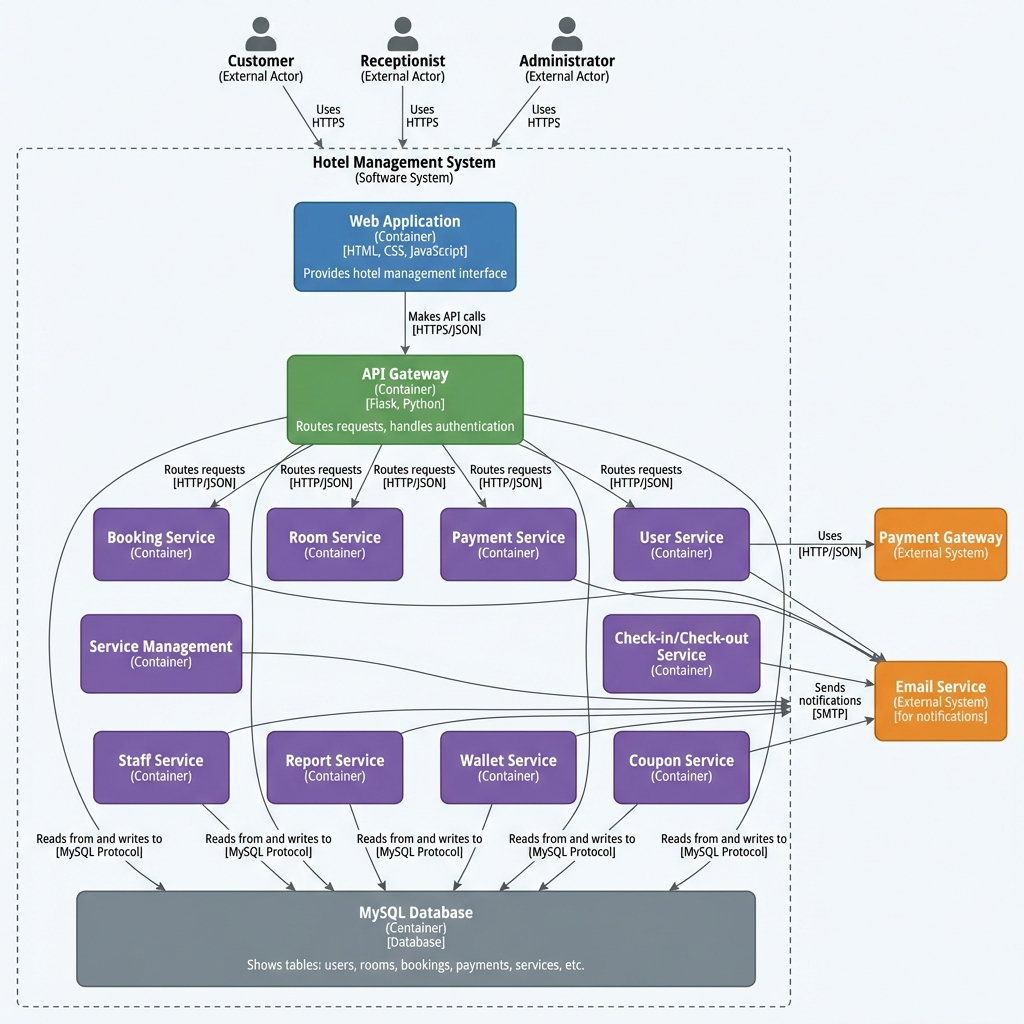 Customer
(External Actor)
Receptionist
(External Actor)
Administrator
(External Actor)
Uses
HTTPS
Uses
HTTPS
Uses
HTTPS
Hotel Management System
(Software System)
Web Application
(Container)
[HTML, CSS, JavaScript]
Provides hotel management interface
Makes API calls
[HTTPS/JSON]
API Gateway
(Container)
[Flask, Python]
Routes requests, handles authentication
Routes requests
[HTTP/JSON]
Routes requests
[HTTP/JSON]
Routes requests
[HTTP/JSON]
Routes requests
[HTTP/JSON]
Routes requests
[HTTP/JSON]
Booking Service
(Container)
Room Service
(Container)
Payment Service
(Container)
User Service
(Container)
Uses
[HTTP/JSON]
Payment Gateway
(External System)
Service Management
(Container)
Check-in/Check-out
Service
(Container)
Sends
notifications
[SMTP]
Email Service
(External System)
[for notifications]
Staff Service
(Container)
Report Service
(Container)
Wallet Service
(Container)
Coupon Service
(Container)
Reads from and writes to
[MySQL Protocol]
Reads from and writes to
[MySQL Protocol]
Reads from and writes to
[MySQL Protocol]
Reads from and writes to
[MySQL Protocol]
Reads from and writes to
[MySQL Protocol]
MySQL Database
(Centainer)
[Database]
Shows tables: users, rooms, bookings, payments, services, etc.